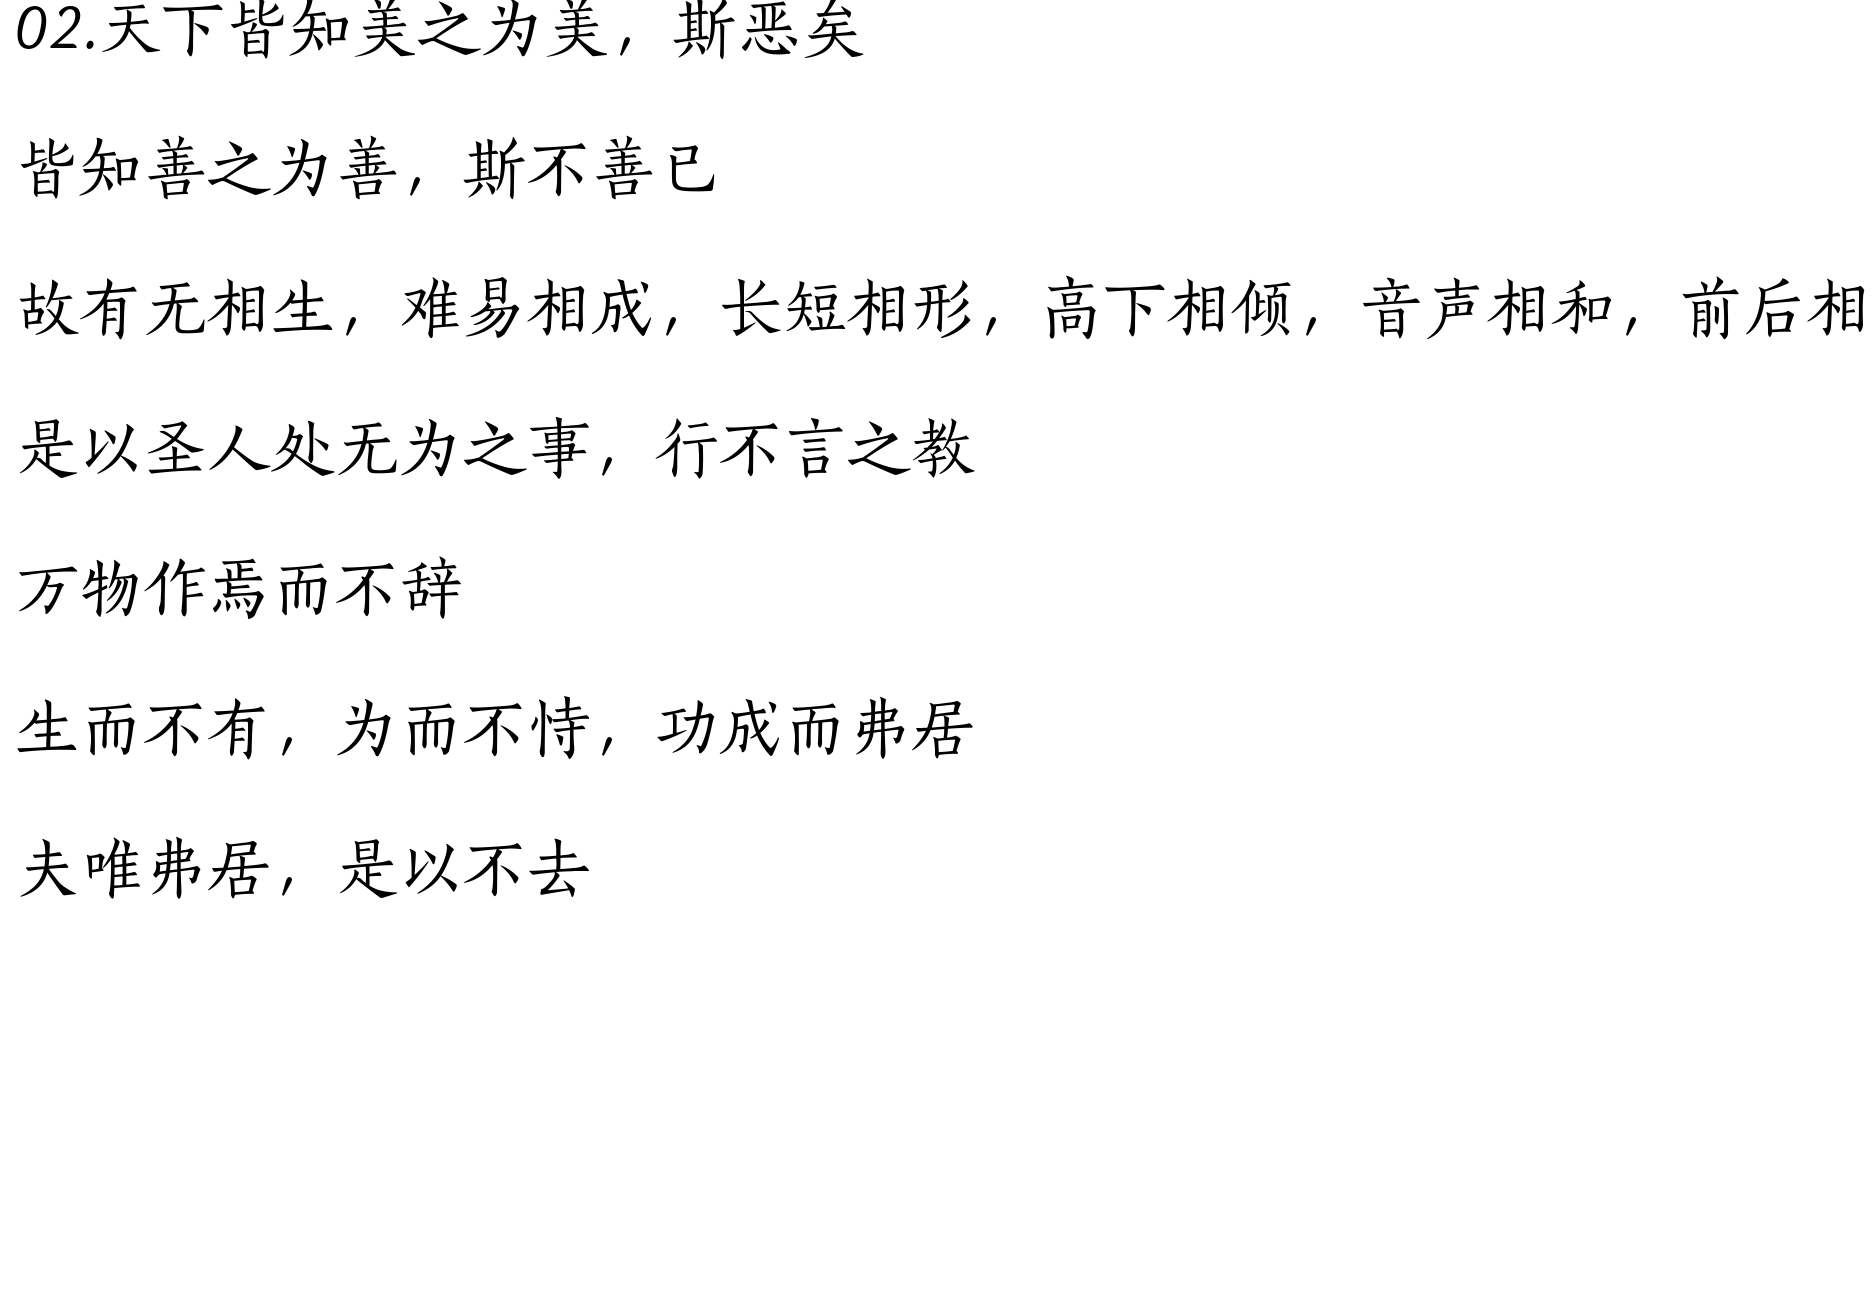 02.天下皆知美之为美，斯恶矣
皆知善之为善，斯不善已
故有无相生，难易相成，长短相形，高下相倾，音声相和，前后相
是以圣人处无为之事，行不言之教
万物作焉而不辞
生而不有，为而不恃，功成而弗居
夫唯弗居，是以不去